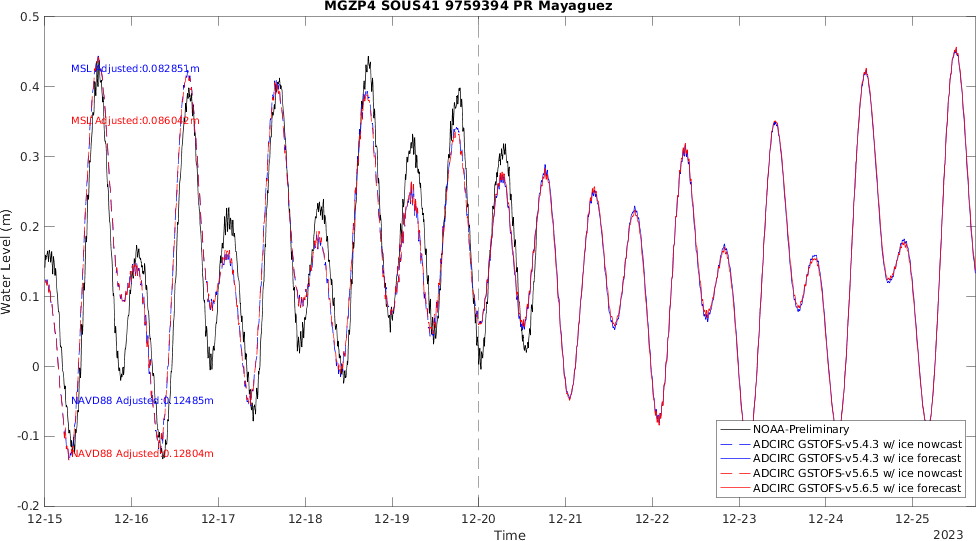 MGZP4 SOUS41 9759394 PR Mayaguez
0.5
0.4
0.3
0.2
0.1
0
-0.1
-0.2
Water Level (m)
MSL Adjusted:0.082851m
MSL Adjusted:0.086042m
NAVD88 Adjusted:0.12485m
NAVD88 Adjusted:0.12804m
NOAA-Preliminary
ADCIRC GSTOFS-v5.4.3 w/ ice nowcast
ADCIRC GSTOFS-v5.4.3 w/ ice forecast
ADCIRC GSTOFS-v5.6.5 w/ ice nowcast
ADCIRC GSTOFS-v5.6.5 w/ ice forecast
12-15 12-16 12-17 12-18 12-19 12-20 12-21 12-22 12-23 12-24 12-25
Time
2023